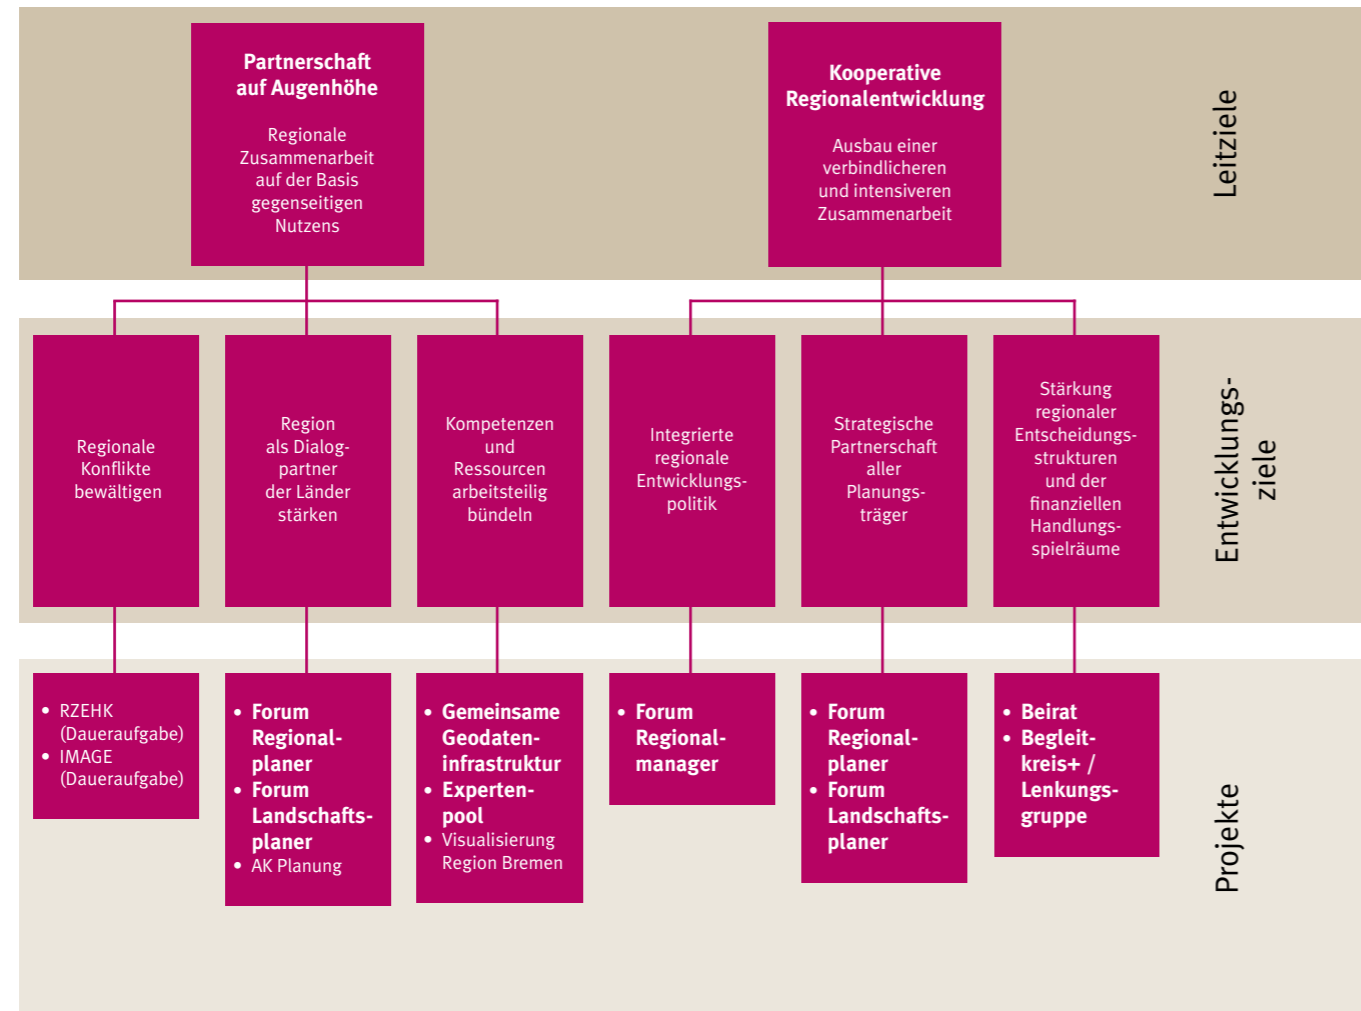 Partnerschaft
auf Augenhöhe
Regionale
Zusammenarbeit
auf der Basis
gegenseitigen
Nutzens
Kooperative
Regionalentwicklung
Ausbau einer
verbindlicheren
und intensiveren
Zusammenarbeit
Leitziele
Regionale
Konflikte
bewältigen
Region
als Dialog-
partner
der Länder
stärken
Kompetenzen
und
Ressourcen
arbeitsteilig
bündeln
Integrierte
regionale
Entwicklungs-
politik
Strategische
Partnerschaft
aller
Planungs-
träger
Stärkung
regionaler
Entscheidungs-
strukturen
und der
finanziellen
Handlungs-
spielräume
Entwicklungs-
ziele
• RZEHK
(Daueraufgabe)
• IMAGE
(Daueraufgabe)
• Forum
Regional-
planer
• Forum
Landschafts-
planer
• AK Planung
• Gemeinsame
Geodaten-
infrastruktur
• Experten-
pool
• Visualisierung
Region Bremen
• Forum
Regional-
manager
• Forum
Regional-
planer
• Forum
Landschafts-
planer
• Beirat
• Begleit-
kreis+ /
Lenkungs-
gruppe
Projekte